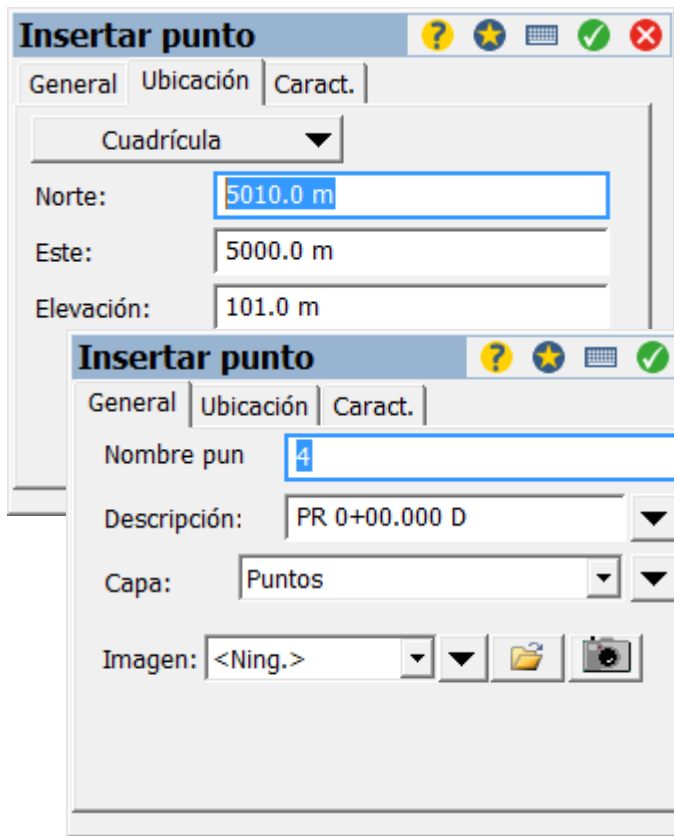 Insertar punto
General Ubicación Caract.
Cuadrícula
Norte: 5010.0 m
Este: 5000.0 m
Elevación: 101.0 m
Insertar punto
General Ubicación Caract.
Nombre pun 4
Descripción: PR 0+00.000 D
Capa: Puntos
Imagen: <Ning.>